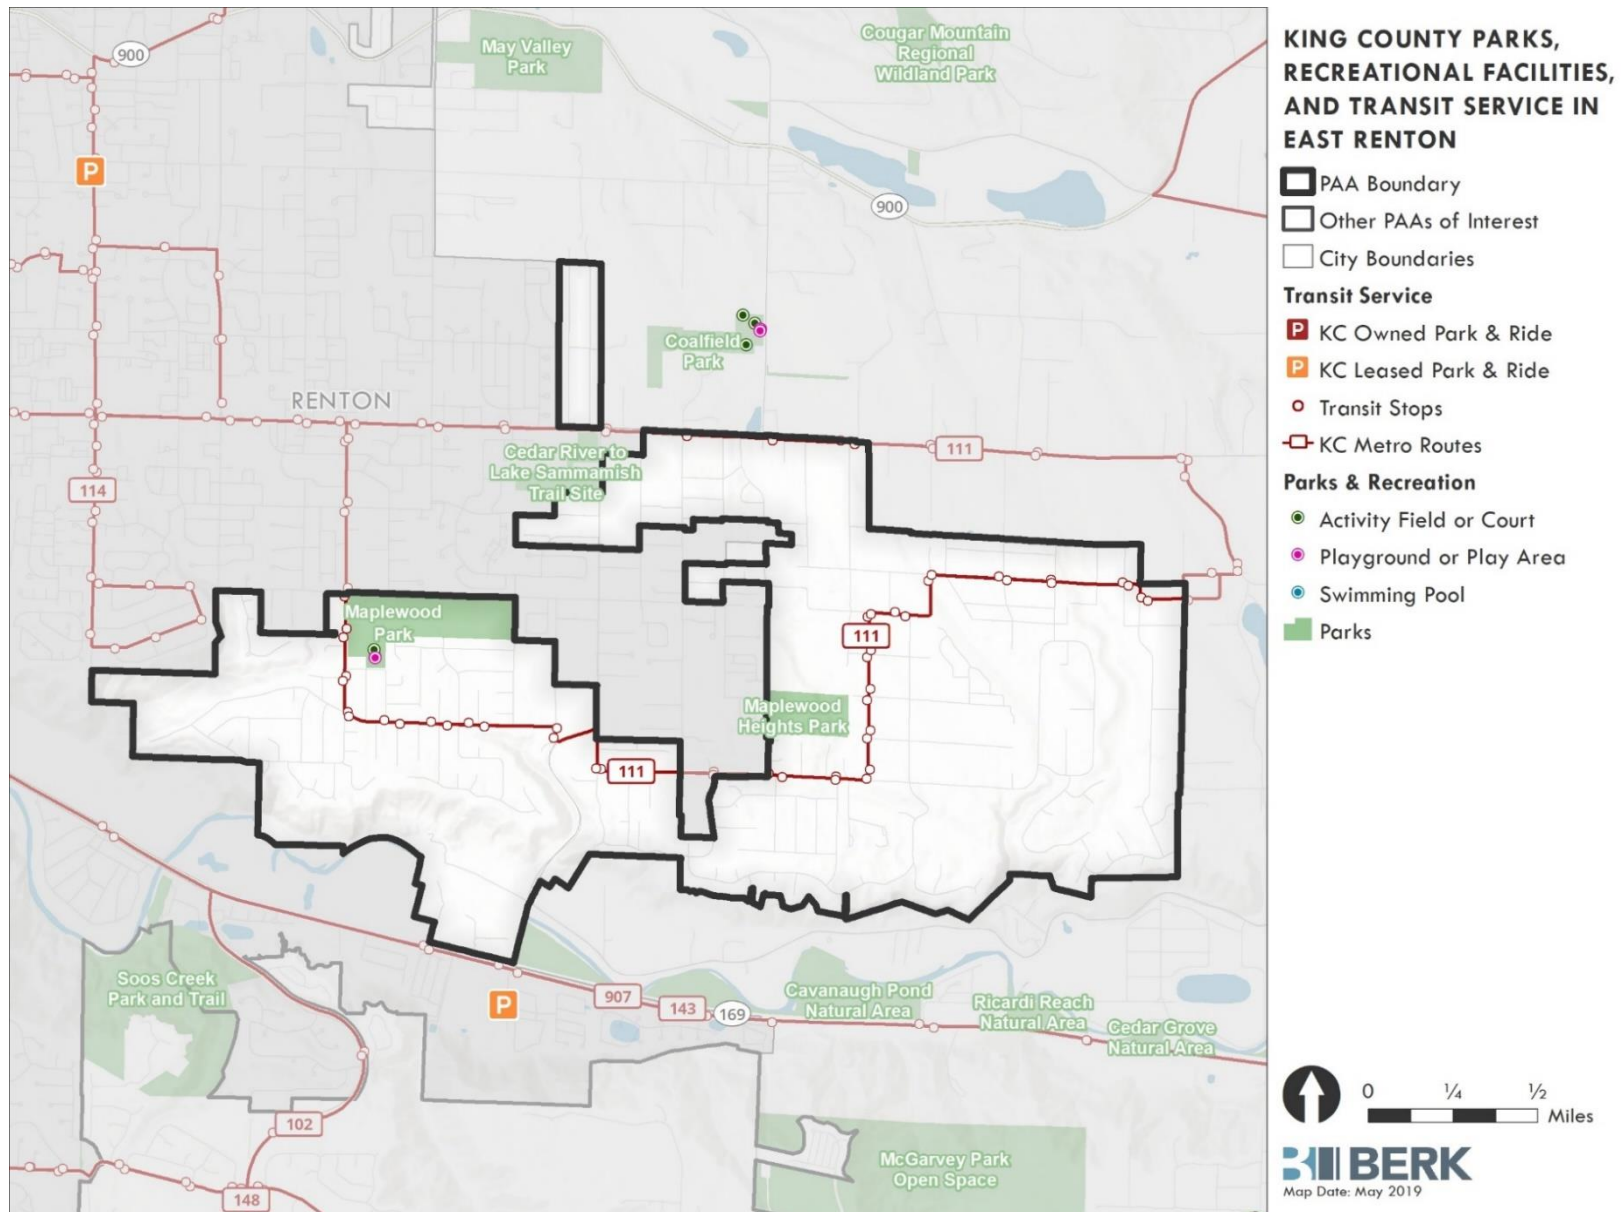 KING COUNTY PARKS,
RECREATIONAL FACILITIES,
AND TRANSIT SERVICE IN
EAST RENTON
PAA Boundary
Other PAAs of Interest
City Boundaries
Transit Service
P KC Owned Park & Ride
P KC Leased Park & Ride
Transit Stops
KC Metro Routes
Parks & Recreation
Activity Field or Court
Playground or Play Area
Swimming Pool
Parks
0 ¼ ½
Miles
BERK
Map Date: May 2019
900
May Valley
Park
Cougar Mountain
Regional
Wildland Park
P
900
Coalfield
Park
RENTON
Cedar River to
Lake Sammamish
Trail Site
111
114
Maplewood
Park
111
Maplewood
Heights Park
111
Soos Creek
Park and Trail
P
907
143
169
Cavanaugh Pond
Natural Area
Ricardi Reach
Natural Area
Cedar Grove
Natural Area
102
148
McGarvey Park
Open Space